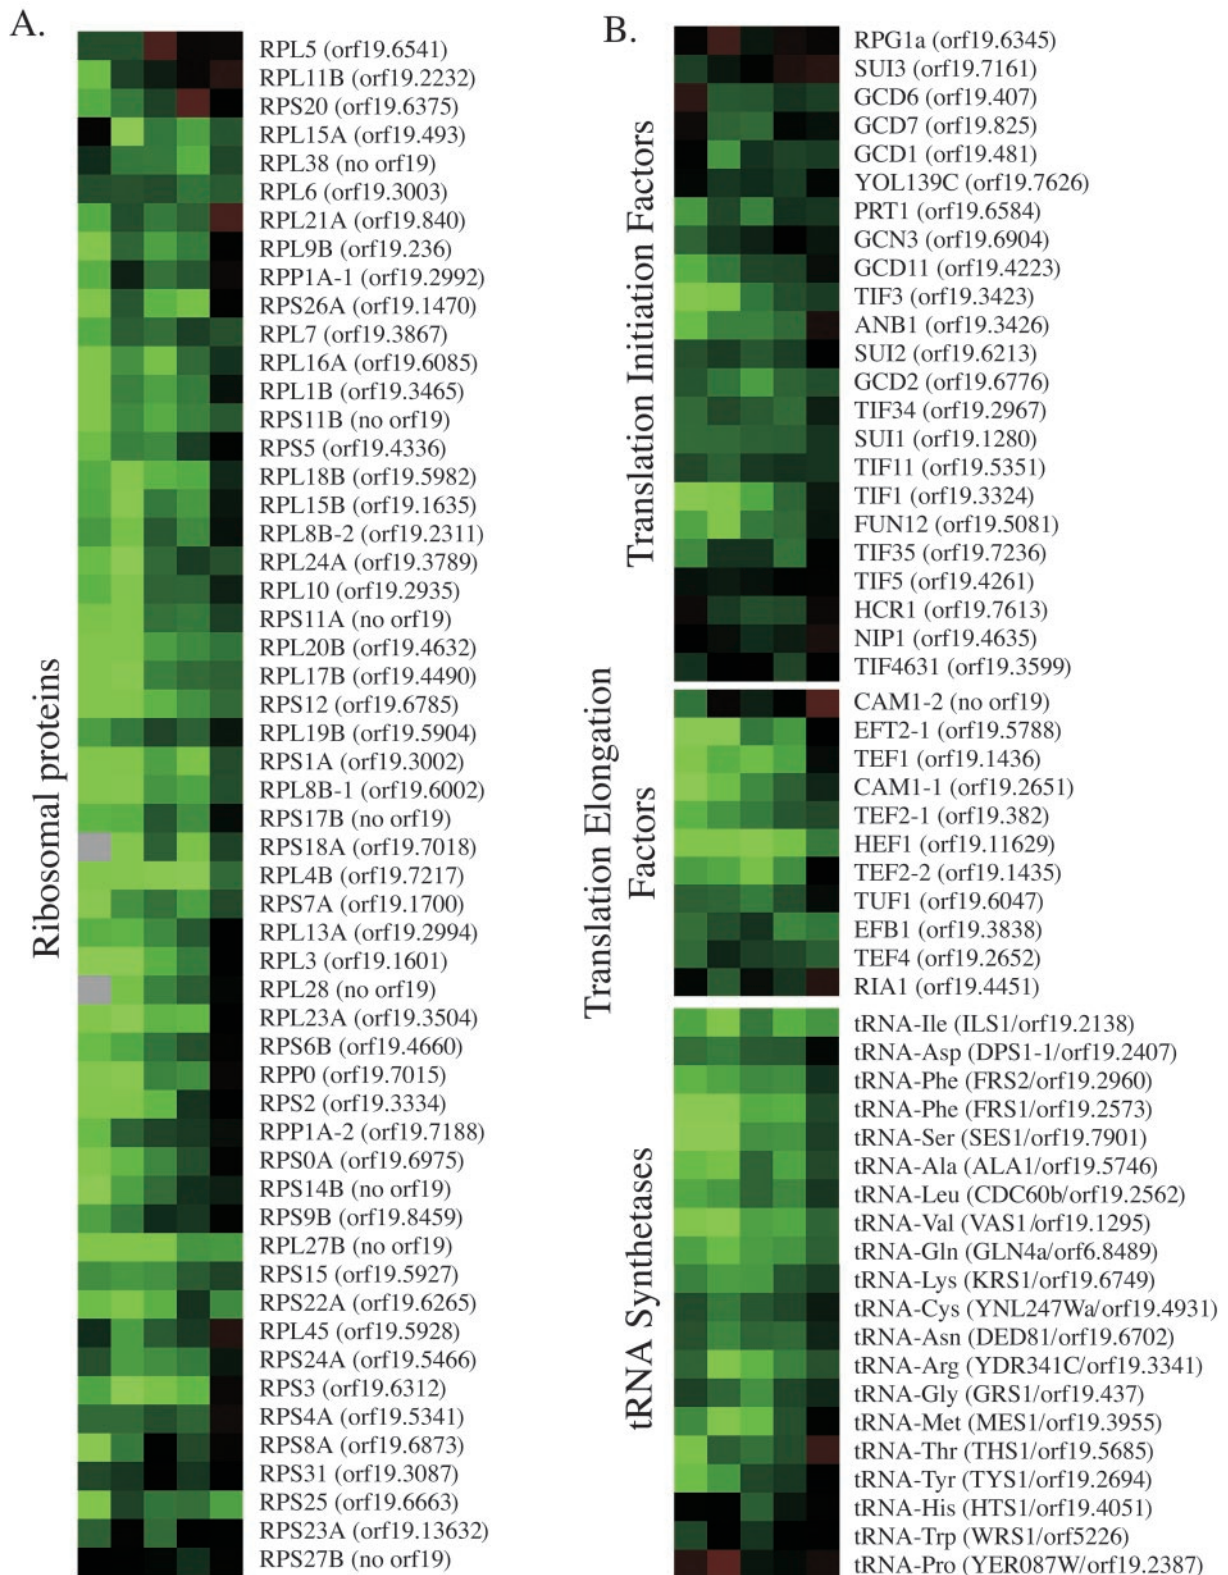 A.
Ribosomal proteins
RPL5 (orf19.6541)
RPL11B (orf19.2232)
RPS20 (orf19.6375)
RPL15A (orf19.493)
RPL38 (no orf19)
RPL6 (orf19.3003)
RPL21A (orf19.840)
RPL9B (orf19.236)
RPP1A-1 (orf19.2992)
RPS26A (orf19.1470)
RPL7 (orf19.3867)
RPL16A (orf19.6085)
RPL1B (orf19.3465)
RPS11B (no orf19)
RPS5 (orf19.4336)
RPL18B (orf19.5982)
RPL15B (orf19.1635)
RPL8B-2 (orf19.2311)
RPL24A (orf19.3789)
RPL10 (orf19.2935)
RPS11A (no orf19)
RPL20B (orf19.4632)
RPL17B (orf19.4490)
RPS12 (orf19.6785)
RPL19B (orf19.5904)
RPS1A (orf19.3002)
RPL8B-1 (orf19.6002)
RPS17B (no orf19)
RPS18A (orf19.7018)
RPL4B (orf19.7217)
RPS7A (orf19.1700)
RPL13A (orf19.2994)
RPL3 (orf19.1601)
RPL28 (no orf19)
RPL23A (orf19.3504)
RPS6B (orf19.4660)
RPP0 (orf19.7015)
RPS2 (orf19.3334)
RPP1A-2 (orf19.7188)
RPS0A (orf19.6975)
RPS14B (no orf19)
RPS9B (orf19.8459)
RPL27B (no orf19)
RPS15 (orf19.5927)
RPS22A (orf19.6265)
RPL45 (orf19.5928)
RPS24A (orf19.5466)
RPS3 (orf19.6312)
RPS4A (orf19.5341)
RPS8A (orf19.6873)
RPS31 (orf19.3087)
RPS25 (orf19.6663)
RPS23A (orf19.13632)
RPS27B (no orf19)
B.
Translation Initiation Factors
RPG1a (orf19.6345)
SUI3 (orf19.7161)
GCD6 (orf19.407)
GCD7 (orf19.825)
GCD1 (orf19.481)
YOL139C (orf19.7626)
PRT1 (orf19.6584)
GCN3 (orf19.6904)
GCD11 (orf19.4223)
TIF3 (orf19.3423)
ANB1 (orf19.3426)
SUI2 (orf19.6213)
GCD2 (orf19.6776)
TIF34 (orf19.2967)
SUI1 (orf19.1280)
TIF11 (orf19.5351)
TIF1 (orf19.3324)
FUN12 (orf19.5081)
TIF35 (orf19.7236)
TIF5 (orf19.4261)
HCR1 (orf19.7613)
NIP1 (orf19.4635)
TIF4631 (orf19.3599)
Translation Elongation
Factors
CAM1-2 (no orf19)
EFT2-1 (orf19.5788)
TEF1 (orf19.1436)
CAM1-1 (orf19.2651)
TEF2-1 (orf19.382)
HEF1 (orf19.11629)
TEF2-2 (orf19.1435)
TUF1 (orf19.6047)
EFB1 (orf19.3838)
TEF4 (orf19.2652)
RIA1 (orf19.4451)
tRNA Synthetases
tRNA-Ile (ILS1/orf19.2138)
tRNA-Asp (DPS1-1/orf19.2407)
tRNA-Phe (FRS2/orf19.2960)
tRNA-Phe (FRS1/orf19.2573)
tRNA-Ser (SES1/orf19.7901)
tRNA-Ala (ALA1/orf19.5746)
tRNA-Leu (CDC60b/orf19.2562)
tRNA-Val (VAS1/orf19.1295)
tRNA-Gln (GLN4a/orf6.8489)
tRNA-Lys (KRS1/orf19.6749)
tRNA-Cys (YNL247Wa/orf19.4931)
tRNA-Asn (DED81/orf19.6702)
tRNA-Arg (YDR341C/orf19.3341)
tRNA-Gly (GRS1/orf19.437)
tRNA-Met (MES1/orf19.3955)
tRNA-Thr (THS1/orf19.5685)
tRNA-Tyr (TYS1/orf19.2694)
tRNA-His (HTS1/orf19.4051)
tRNA-Trp (WRS1/orf5226)
tRNA-Pro (YER087W/orf19.2387)